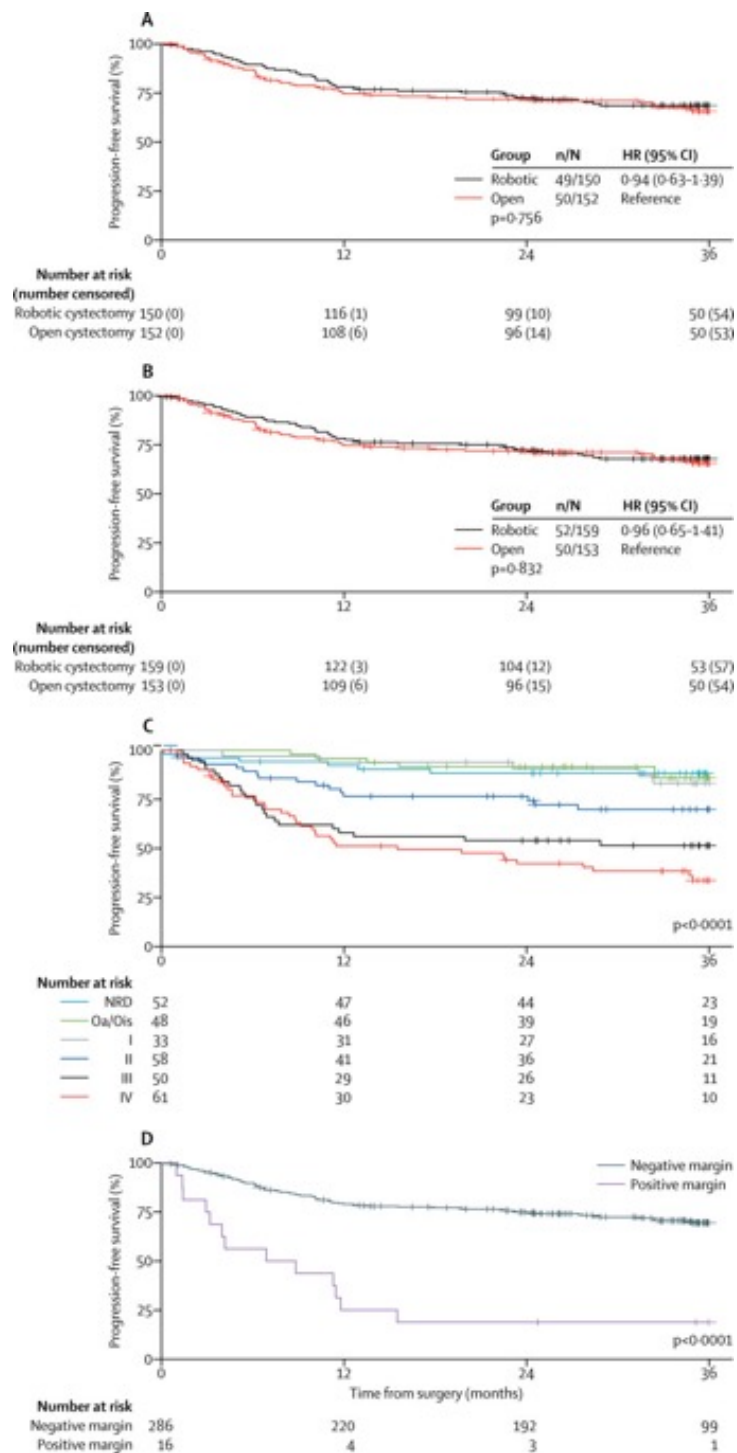 A
Progression-free survival (%)
100
75
50
25
0
0 12 24 36
Group n/N HR (95% CI)
Robotic 49/150 0·94 (0·63–1·39)
Open 50/152 Reference
p=0·756
Number at risk
(number censored)
Robotic cystectomy 150 (0) 116 (1) 99 (10) 50 (54)
Open cystectomy 152 (0) 108 (6) 96 (14) 50 (53)
B
Progression-free survival (%)
100
75
50
25
0
0 12 24 36
Group n/N HR (95% CI)
Robotic 52/159 0·96 (0·65–1·41)
Open 50/153 Reference
p=0·832
Number at risk
(number censored)
Robotic cystectomy 159 (0) 122 (3) 104 (12) 53 (57)
Open cystectomy 153 (0) 109 (6) 96 (15) 50 (54)
C
Progression-free survival (%)
100
75
50
25
0
p<0·0001
0 12 24 36
Number at risk
NRD 52 47 44 23
Oa/Ois 48 46 39 19
I 33 31 27 16
II 58 41 36 21
III 50 29 26 11
IV 61 30 23 10
D
Progression-free survival (%)
100
75
50
25
0
Negative margin
Positive margin
p<0·0001
0 12 24 36
Time from surgery (months)
Number at risk
Negative margin 286 220 192 99
Positive margin 16 4 3 1